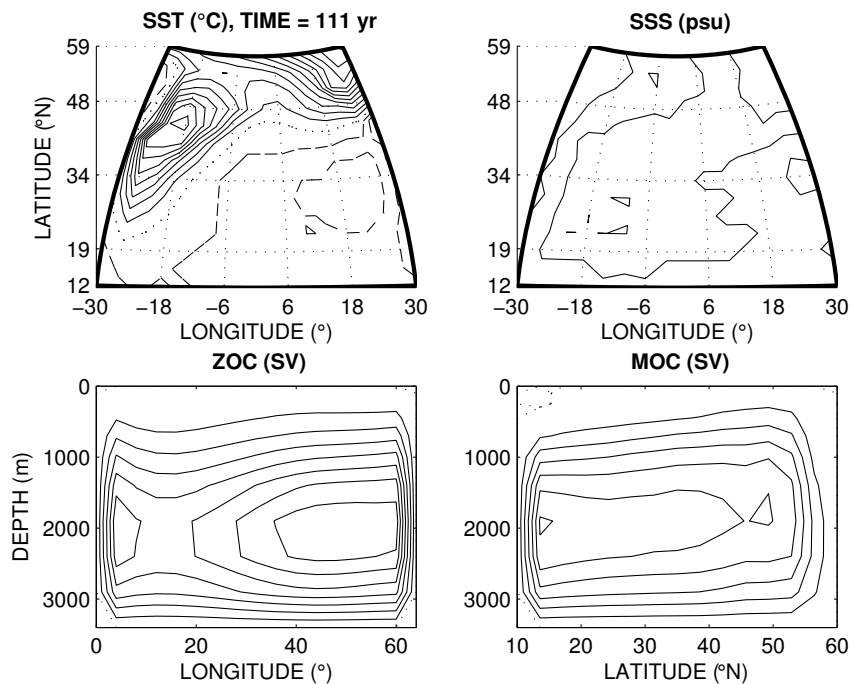 SST (°C), TIME = 111 yr
SSS (psu)
59
48
34
19
12
LATITUDE (°N)
−30 −18 −6 6 18 30
LONGITUDE (°)
59
48
34
19
12
−30 −18 −6 6 18 30
LONGITUDE (°)
ZOC (SV)
MOC (SV)
0
1000
2000
3000
DEPTH (m)
0 20 40 60
LONGITUDE (°)
0
1000
2000
3000
10 20 30 40 50 60
LATITUDE (°N)